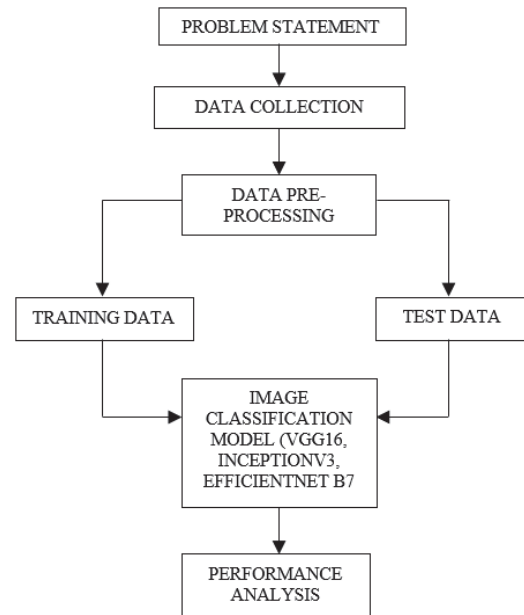 PROBLEM STATEMENT
DATA COLLECTION
DATA PRE-
PROCESSING
TRAINING DATA
TEST DATA
IMAGE
CLASSIFICATION
MODEL (VGG16,
INCEPTIONV3,
EFFICIENTNET B7
PERFORMANCE
ANALYSIS